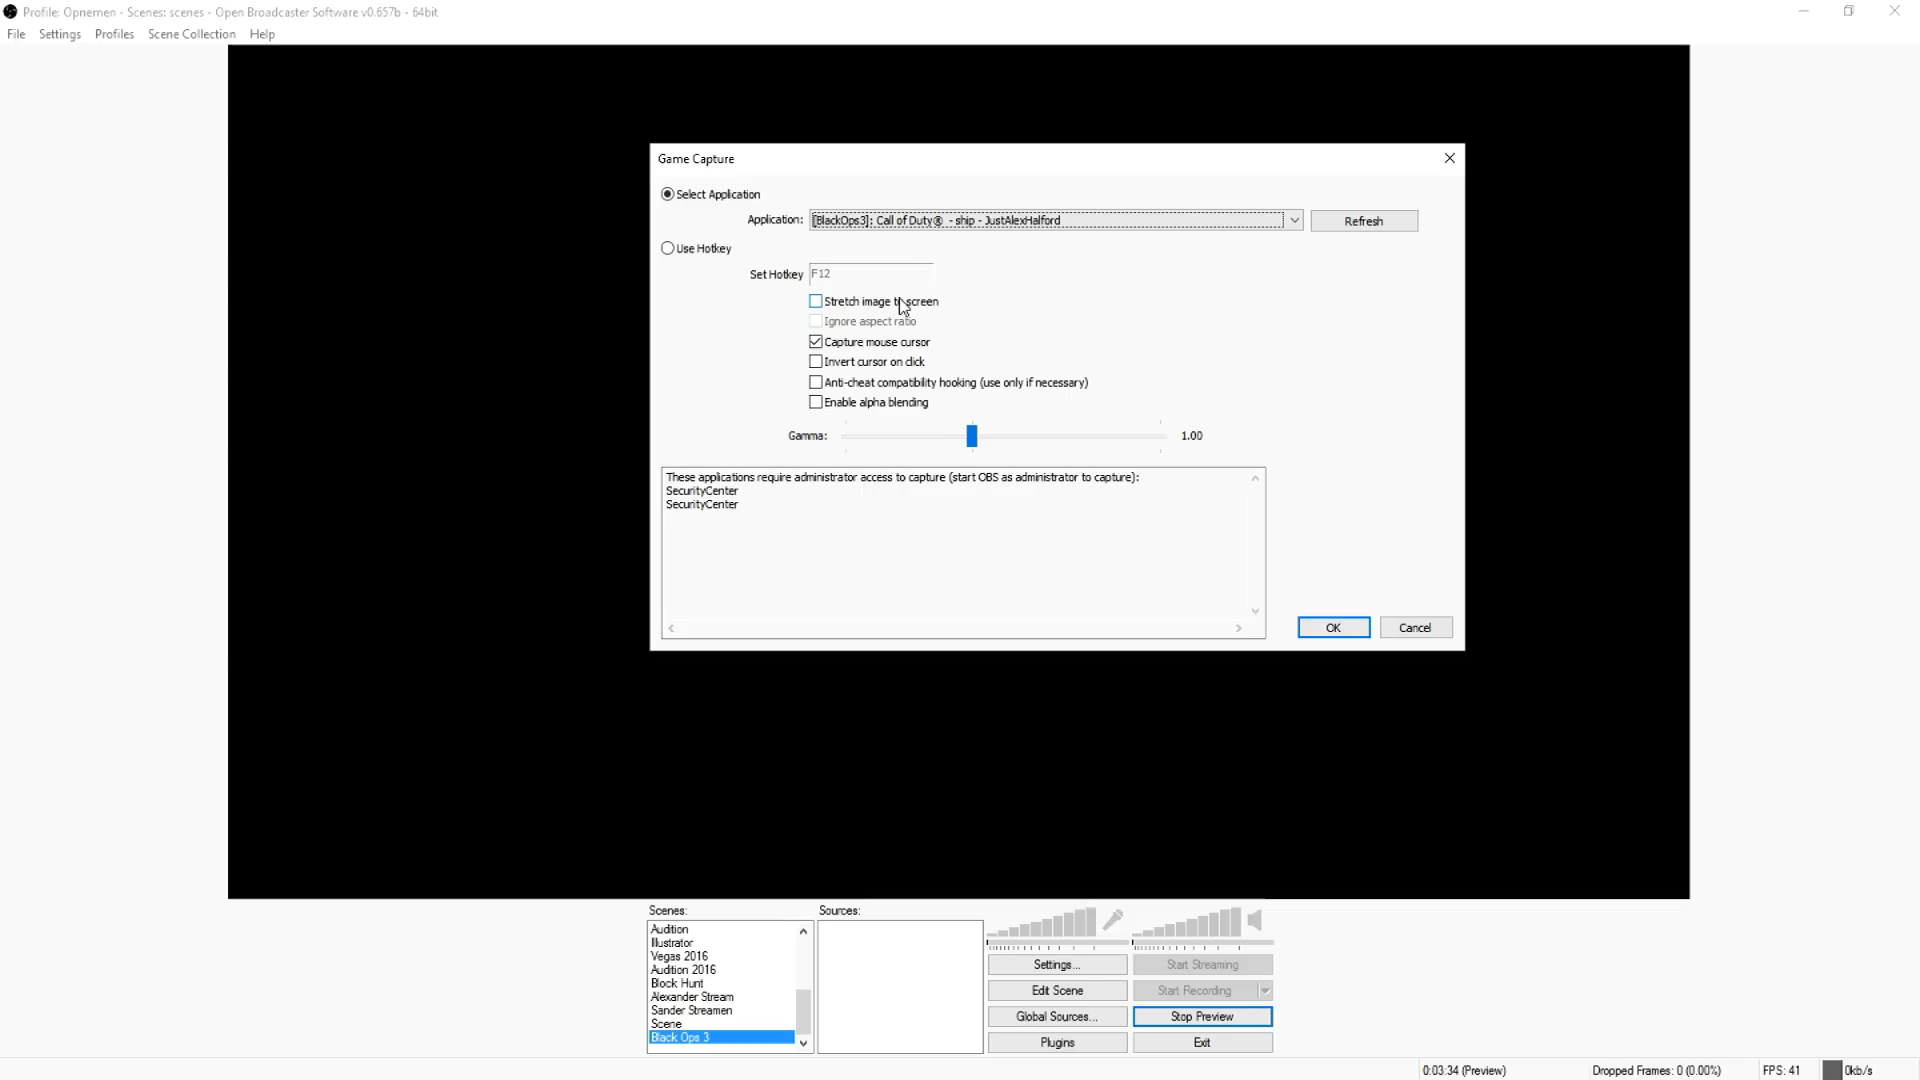 Profile: Opnemen - Scenes: scenes - Open Broadcaster Software v0.657b - 64bit
File Settings Profiles Scene Collection Help
Game Capture
Select Application
Application: [BlackOps3]: Call of Duty® - ship - JustAlexHalford Refresh
Use Hotkey
Set Hotkey F12
Stretch image to screen
Ignore aspect ratio
Capture mouse cursor
Invert cursor on click
Anti-cheat compatibility hooking (use only if necessary)
Enable alpha blending
Gamma: 1.00
These applications require administrator access to capture (start OBS as administrator to capture):
SecurityCenter
SecurityCenter
OK Cancel
Scenes: Sources:
Audition
Illustrator
Vegas 2016
Audition 2016
Block Hunt
Alexander Stream
Sander Streamen
Scene
Black Ops 3
Settings... Start Streaming
Edit Scene Start Recording
Global Sources... Stop Preview
Plugins Exit
0:03:34 (Preview) Dropped Frames: 0 (0.00%) FPS: 41 0kb/s